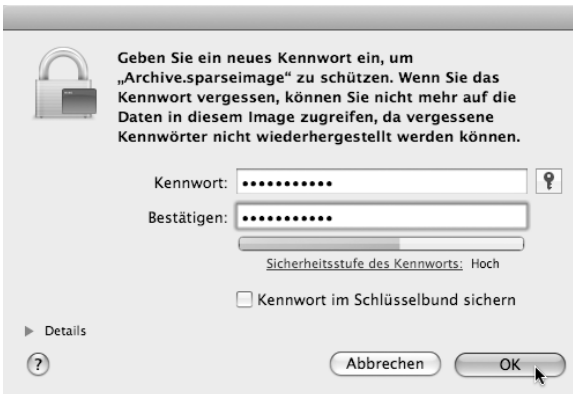 Geben Sie ein neues Kennwort ein, um
„Archive.sparseimage“ zu schützen. Wenn Sie das
Kennwort vergessen, können Sie nicht mehr auf die
Daten in diesem Image zugreifen, da vergessene
Kennwörter nicht wiederhergestellt werden können.
Kennwort: •••••••••••
Bestätigen: •••••••••••
Sicherheitsstufe des Kennworts: Hoch
Kennwort im Schlüsselbund sichern
Details
? Abbrechen OK